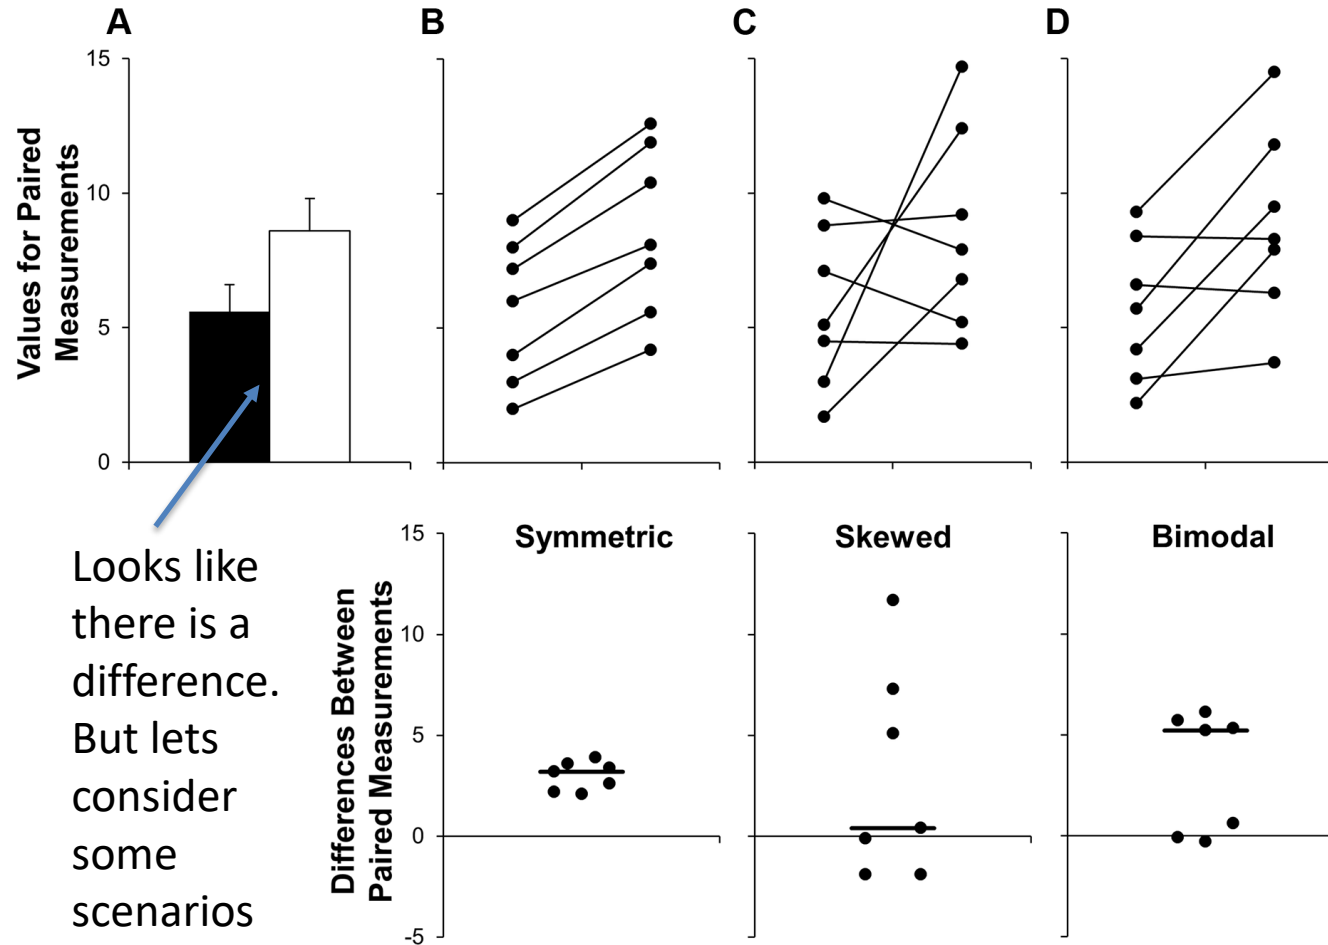 A
B
C
D
Values for Paired
Measurements
15
10
5
0
Looks like
there is a
difference.
But lets
consider
some
scenarios
Differences Between
Paired Measurements
15
10
5
0
-5
Symmetric
Skewed
Bimodal